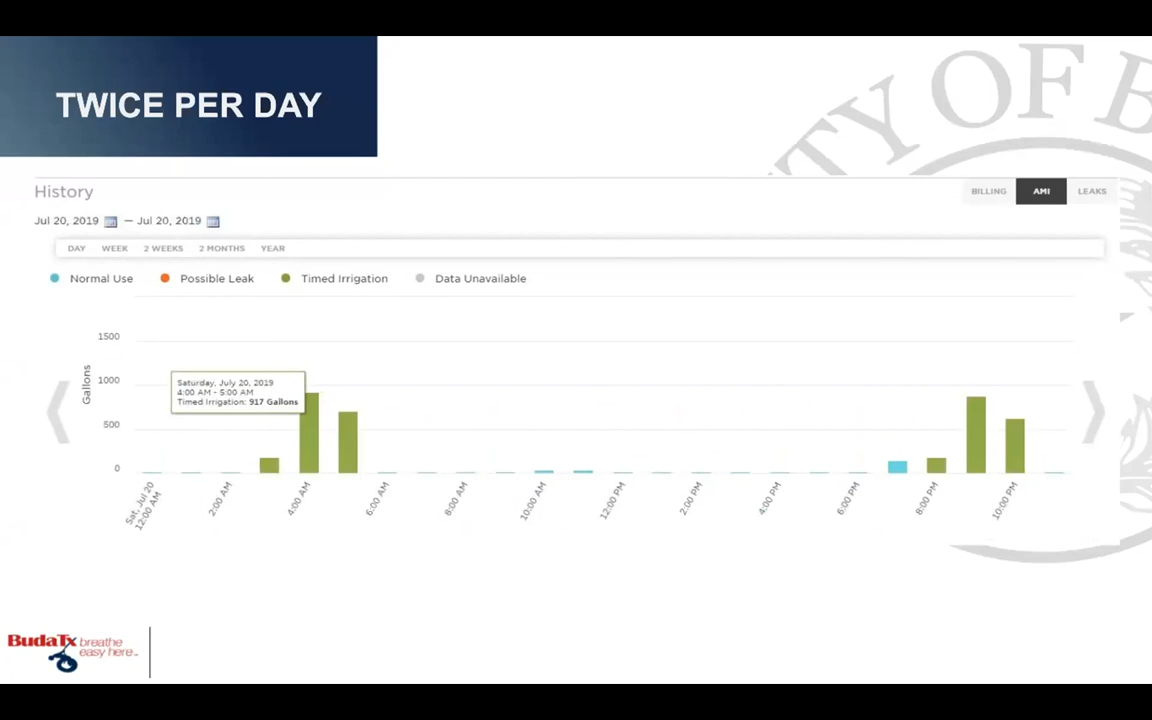 TWICE PER DAY
ITY OF B
History
BILLING AMI LEAKS
Jul 20, 2019 — Jul 20, 2019
DAY WEEK 2 WEEKS 2 MONTHS YEAR
Normal Use Possible Leak Timed Irrigation Data Unavailable
Gallons
1500
1000
500
0
Saturday, July 20, 2019
4:00 AM - 5:00 AM
Timed Irrigation: 917 Gallons
Sat, Jul 20
12:00 AM
2:00 AM
4:00 AM
6:00 AM
8:00 AM
10:00 AM
12:00 PM
2:00 PM
4:00 PM
6:00 PM
8:00 PM
10:00 PM
BudaTx breathe
easy here™